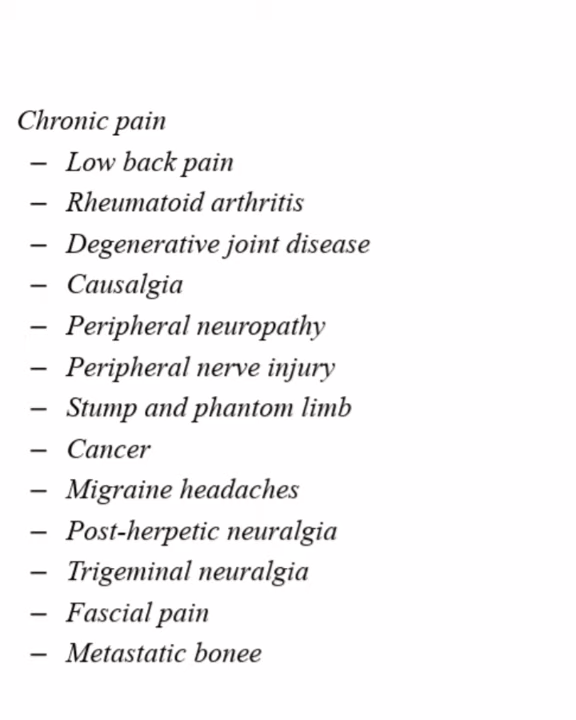 Chronic pain
– Low back pain
– Rheumatoid arthritis
– Degenerative joint disease
– Causalgia
– Peripheral neuropathy
– Peripheral nerve injury
– Stump and phantom limb
– Cancer
– Migraine headaches
– Post-herpetic neuralgia
– Trigeminal neuralgia
– Fascial pain
– Metastatic bonee